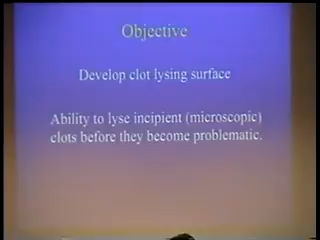 Objective
Develop clot lysing surface
Ability to lyse incipient (microscopic)
clots before they become problematic.